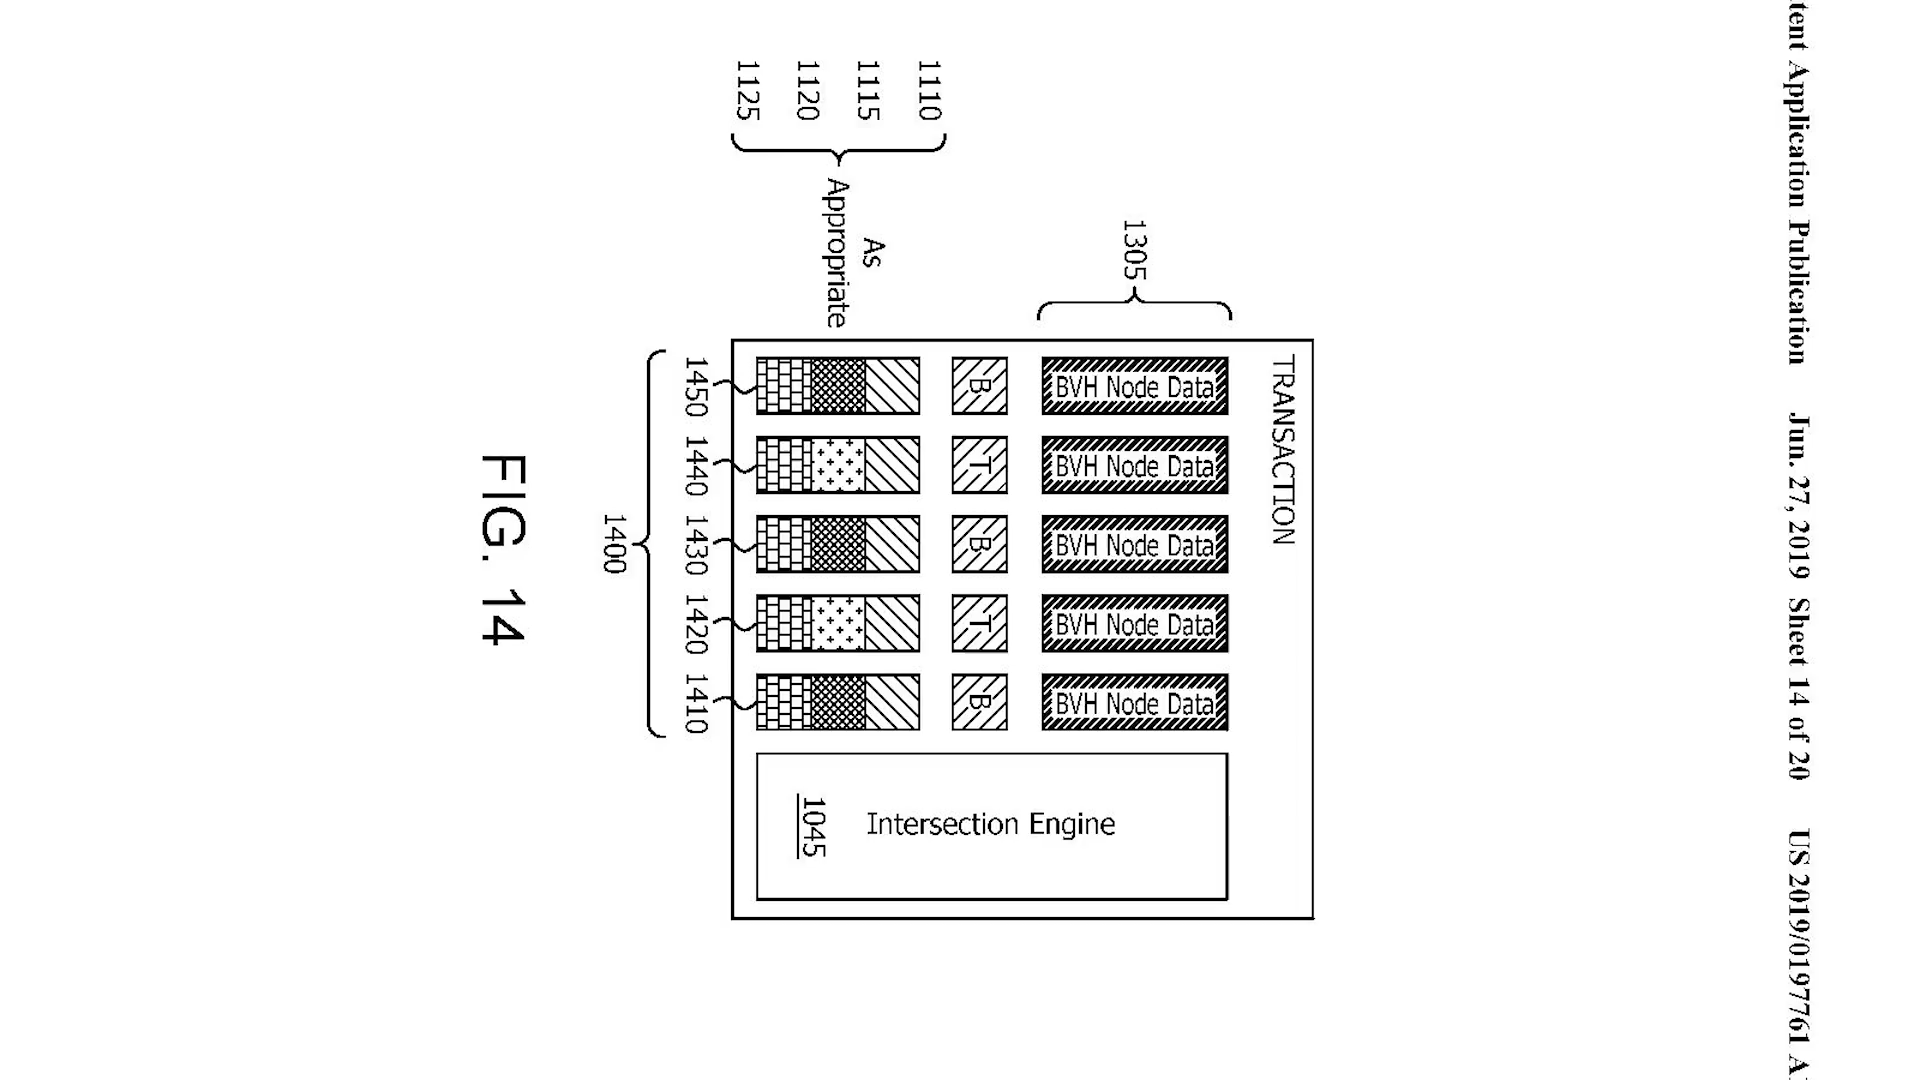 tent Application Publication Jun. 27, 2019 Sheet 14 of 20 US 2019/0197761 A
TRANSACTION
1305
BVH Node Data
BVH Node Data
BVH Node Data
BVH Node Data
BVH Node Data
B
T
B
T
B
Intersection Engine
1045
1110
1115
1120
1125
As
Appropriate
1450
1440
1430
1420
1410
1400
FIG. 14